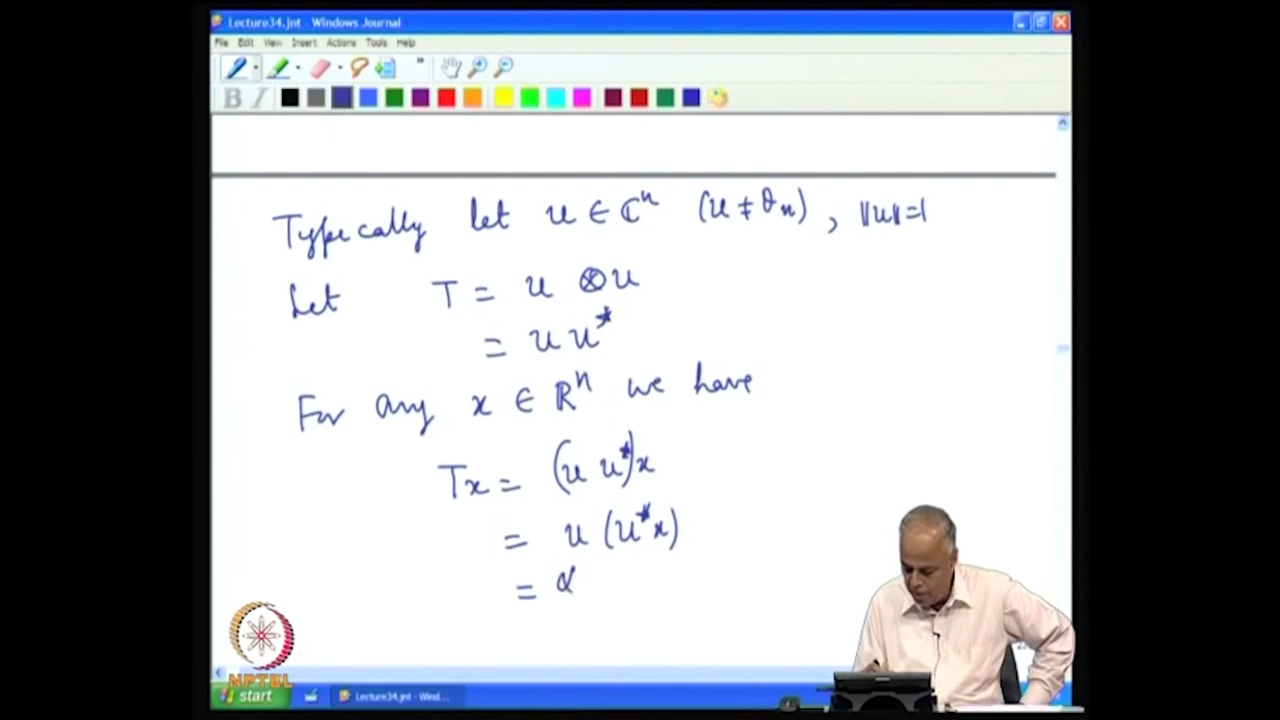 Lecture34.jnt - Windows Journal
File Edit View Insert Actions Tools Help
B I
Typically let u ∈ ℂⁿ (u ≠ θₙ), ‖u‖=1
Let T = u ⊗ u
= u u*
For any x ∈ ℝⁿ we have
Tx = (u u*)x
= u (u*x)
= α
NPTEL
start Lecture34.jnt - Wind...